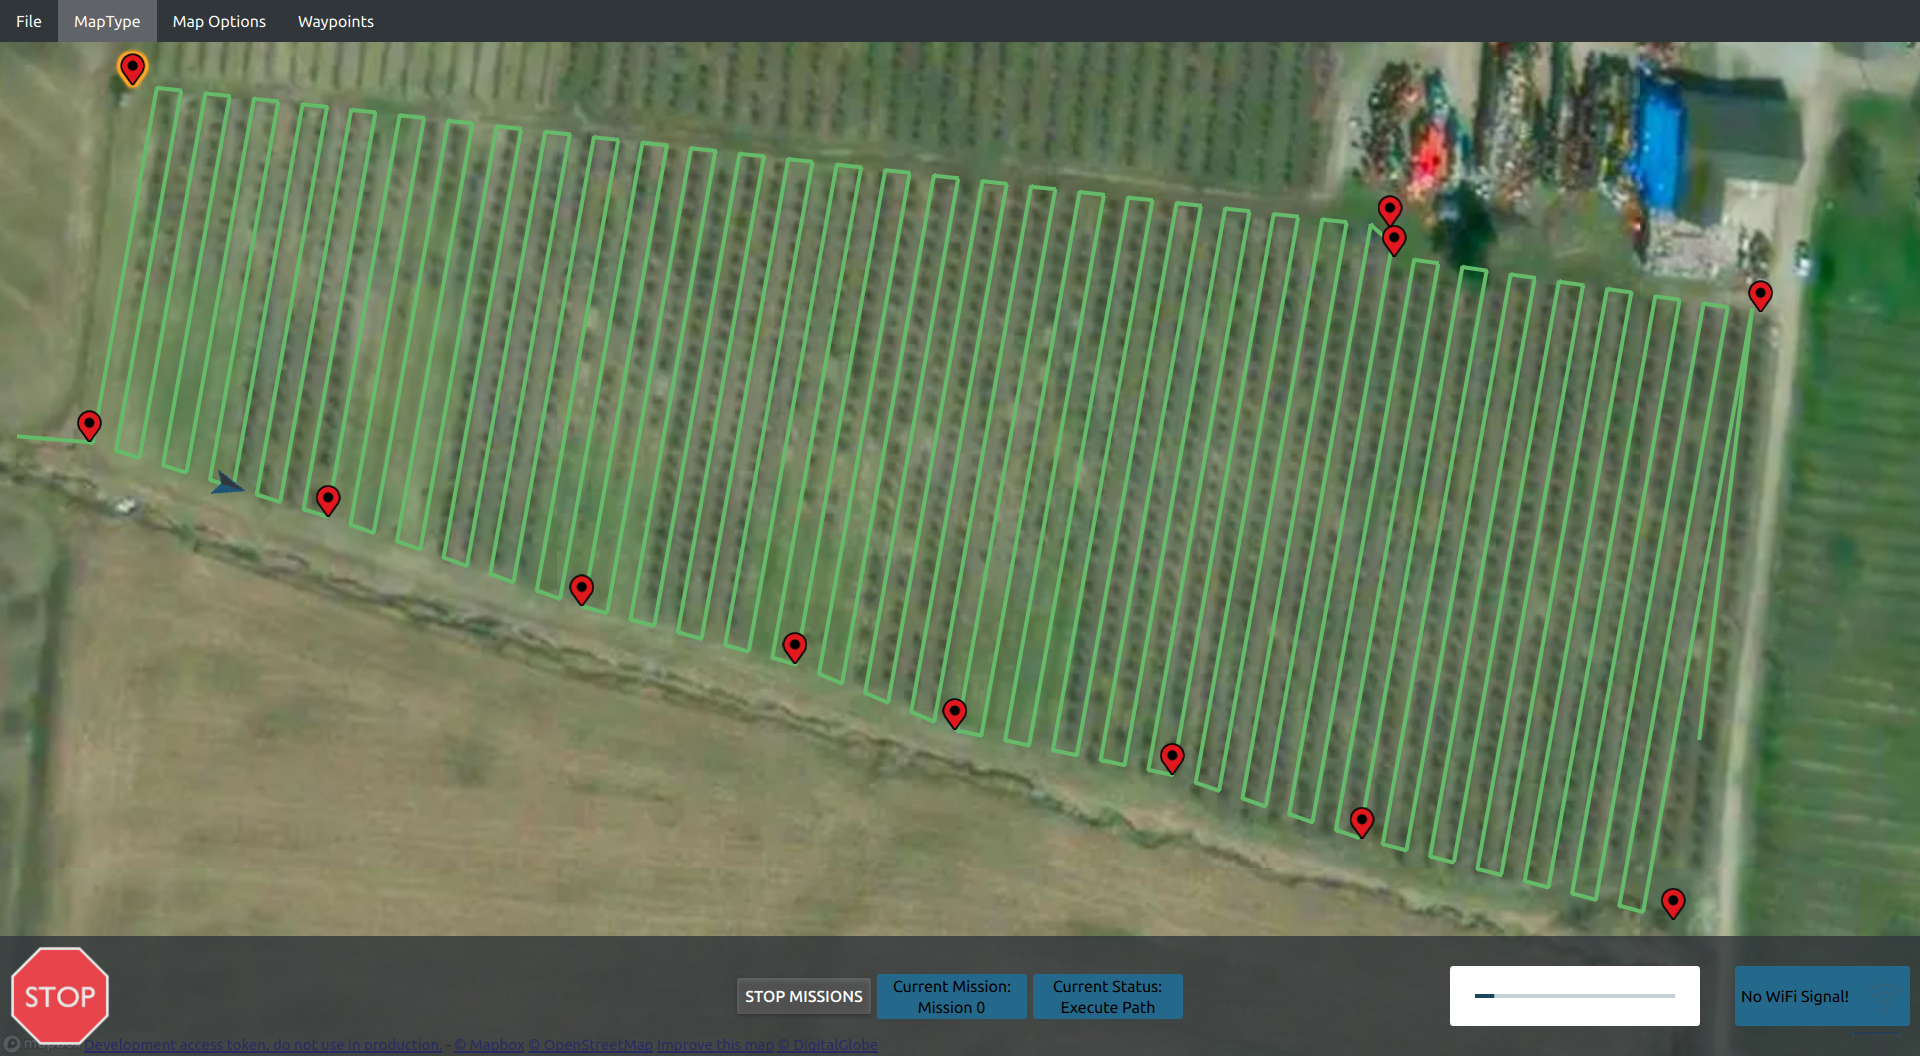 File
MapType
Map Options
Waypoints
STOP
STOP MISSIONS
Current Mission:
Mission 0
Current Status:
Execute Path
No WiFi Signal!
Development access token, do not use in production. - © Mapbox © OpenStreetMap Improve this map © DigitalGlobe